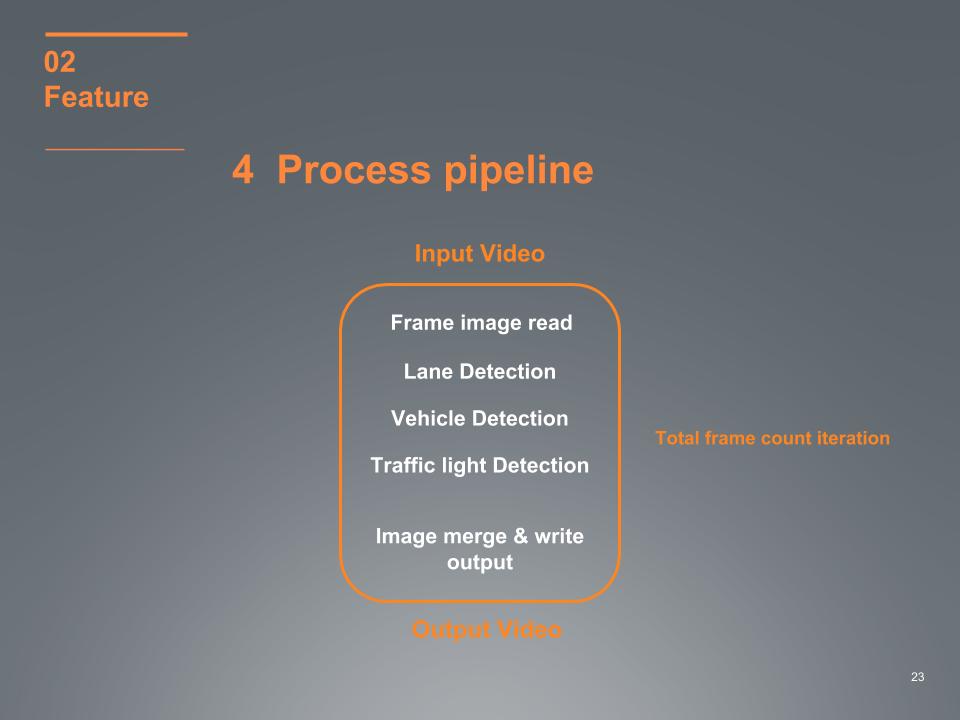 02
Feature
4 Process pipeline
Input Video
Frame image read
Lane Detection
Vehicle Detection
Total frame count iteration
Traffic light Detection
Image merge & write
output
Output Video
23